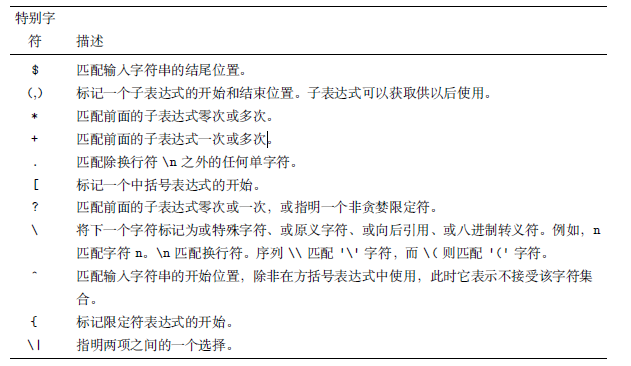 特别字
符 描述
$ 匹配输入字符串的结尾位置。
(,) 标记一个子表达式的开始和结束位置。子表达式可以获取供以后使用。
* 匹配前面的子表达式零次或多次。
+ 匹配前面的子表达式一次或多次。
. 匹配除换行符 \n 之外的任何单字符。
[ 标记一个中括号表达式的开始。
? 匹配前面的子表达式零次或一次，或指明一个非贪婪限定符。
\ 将下一个字符标记为或特殊字符、或原义字符、或向后引用、或八进制转义符。例如，n
匹配字符 n。\n 匹配换行符。序列 \\ 匹配 '\' 字符，而 \( 则匹配 '(' 字符。
^ 匹配输入字符串的开始位置，除非在方括号表达式中使用，此时它表示不接受该字符集
合。
{ 标记限定符表达式的开始。
\| 指明两项之间的一个选择。